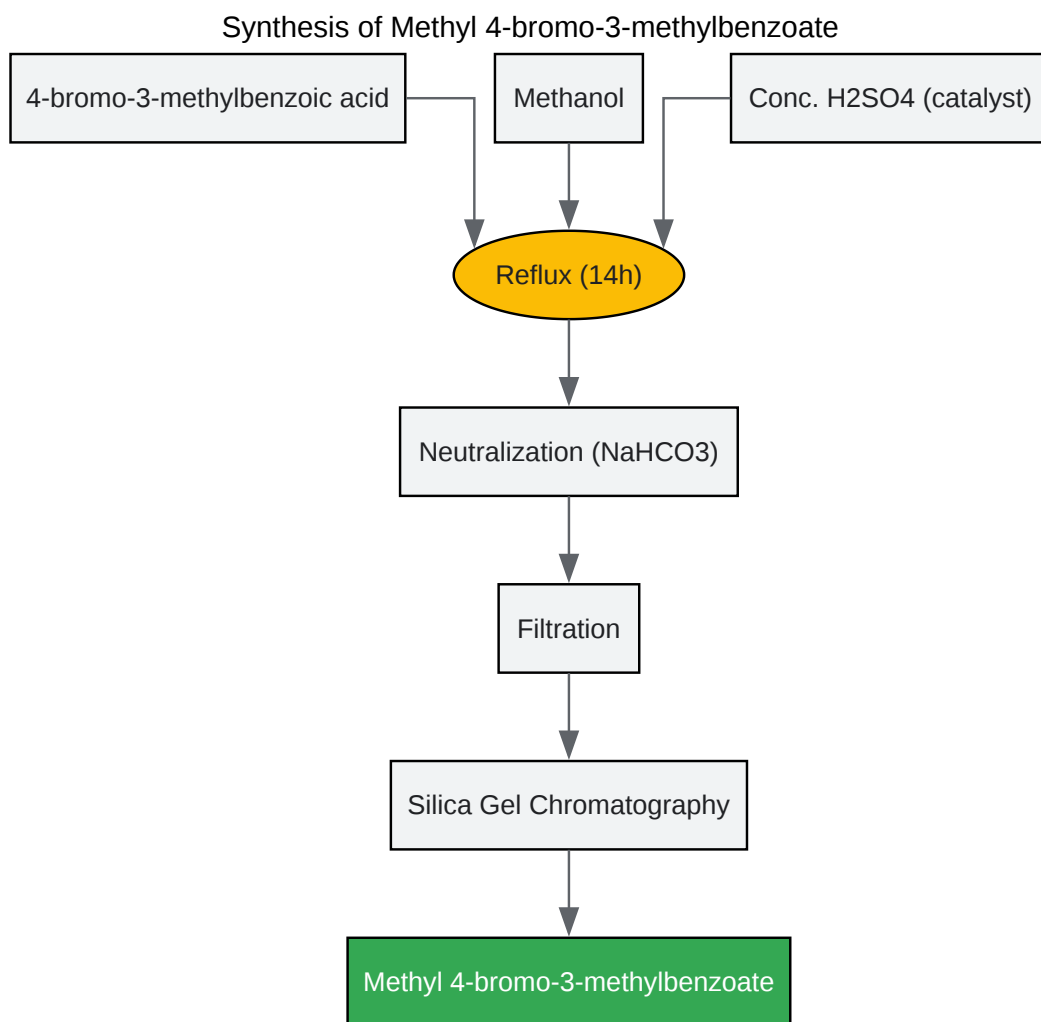 Synthesis of Methyl 4-bromo-3-methylbenzoate
4-bromo-3-methylbenzoic acid
Methanol
Conc. H2SO4 (catalyst)
Reflux (14h)
Neutralization (NaHCO3)
Filtration
Silica Gel Chromatography
Methyl 4-bromo-3-methylbenzoate